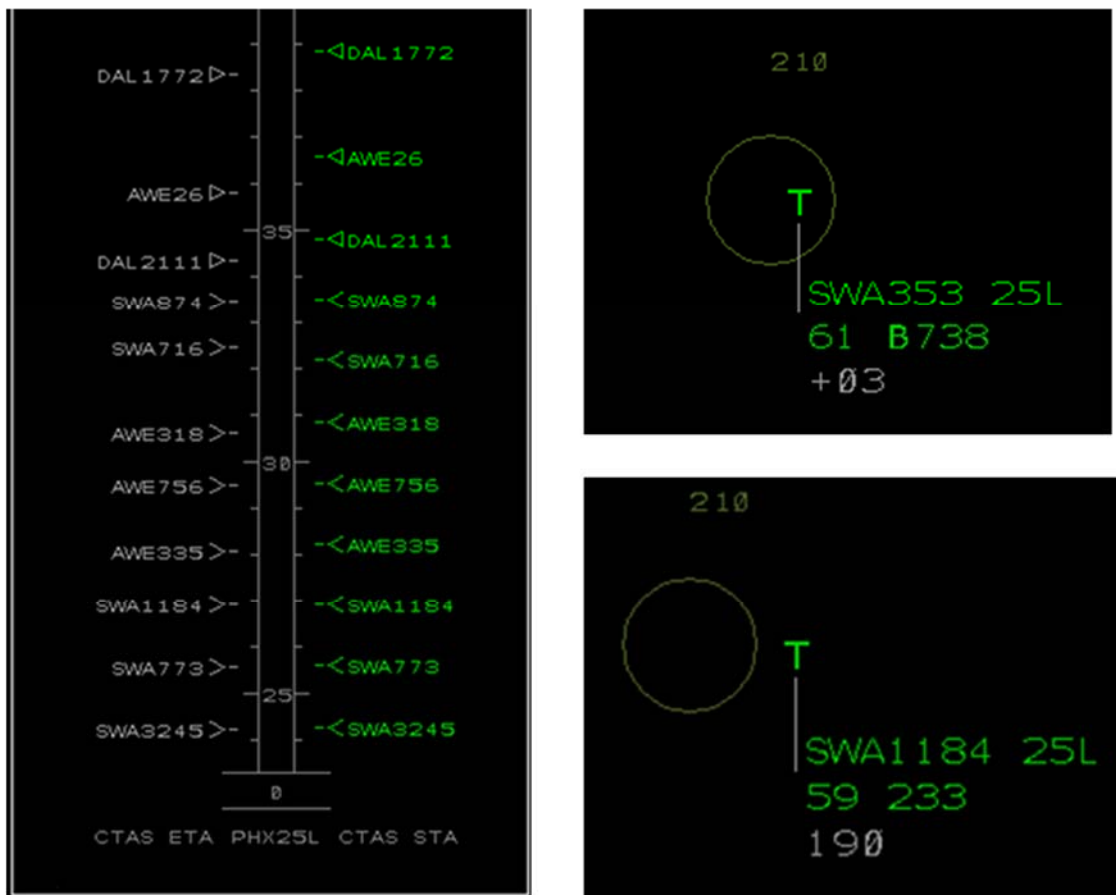 DAL1772
DAL1772
AWE26
AWE26
35
DAL2111
DAL2111
SWA874
SWA874
SWA716
SWA716
AWE318
AWE318
30
AWE756
AWE756
AWE335
AWE335
SWA1184
SWA1184
SWA773
SWA773
25
SWA3245
SWA3245
0
CTAS ETA PHX25L CTAS STA
210
T
SWA353 25L
61 B738
+03
210
T
SWA1184 25L
59 233
190